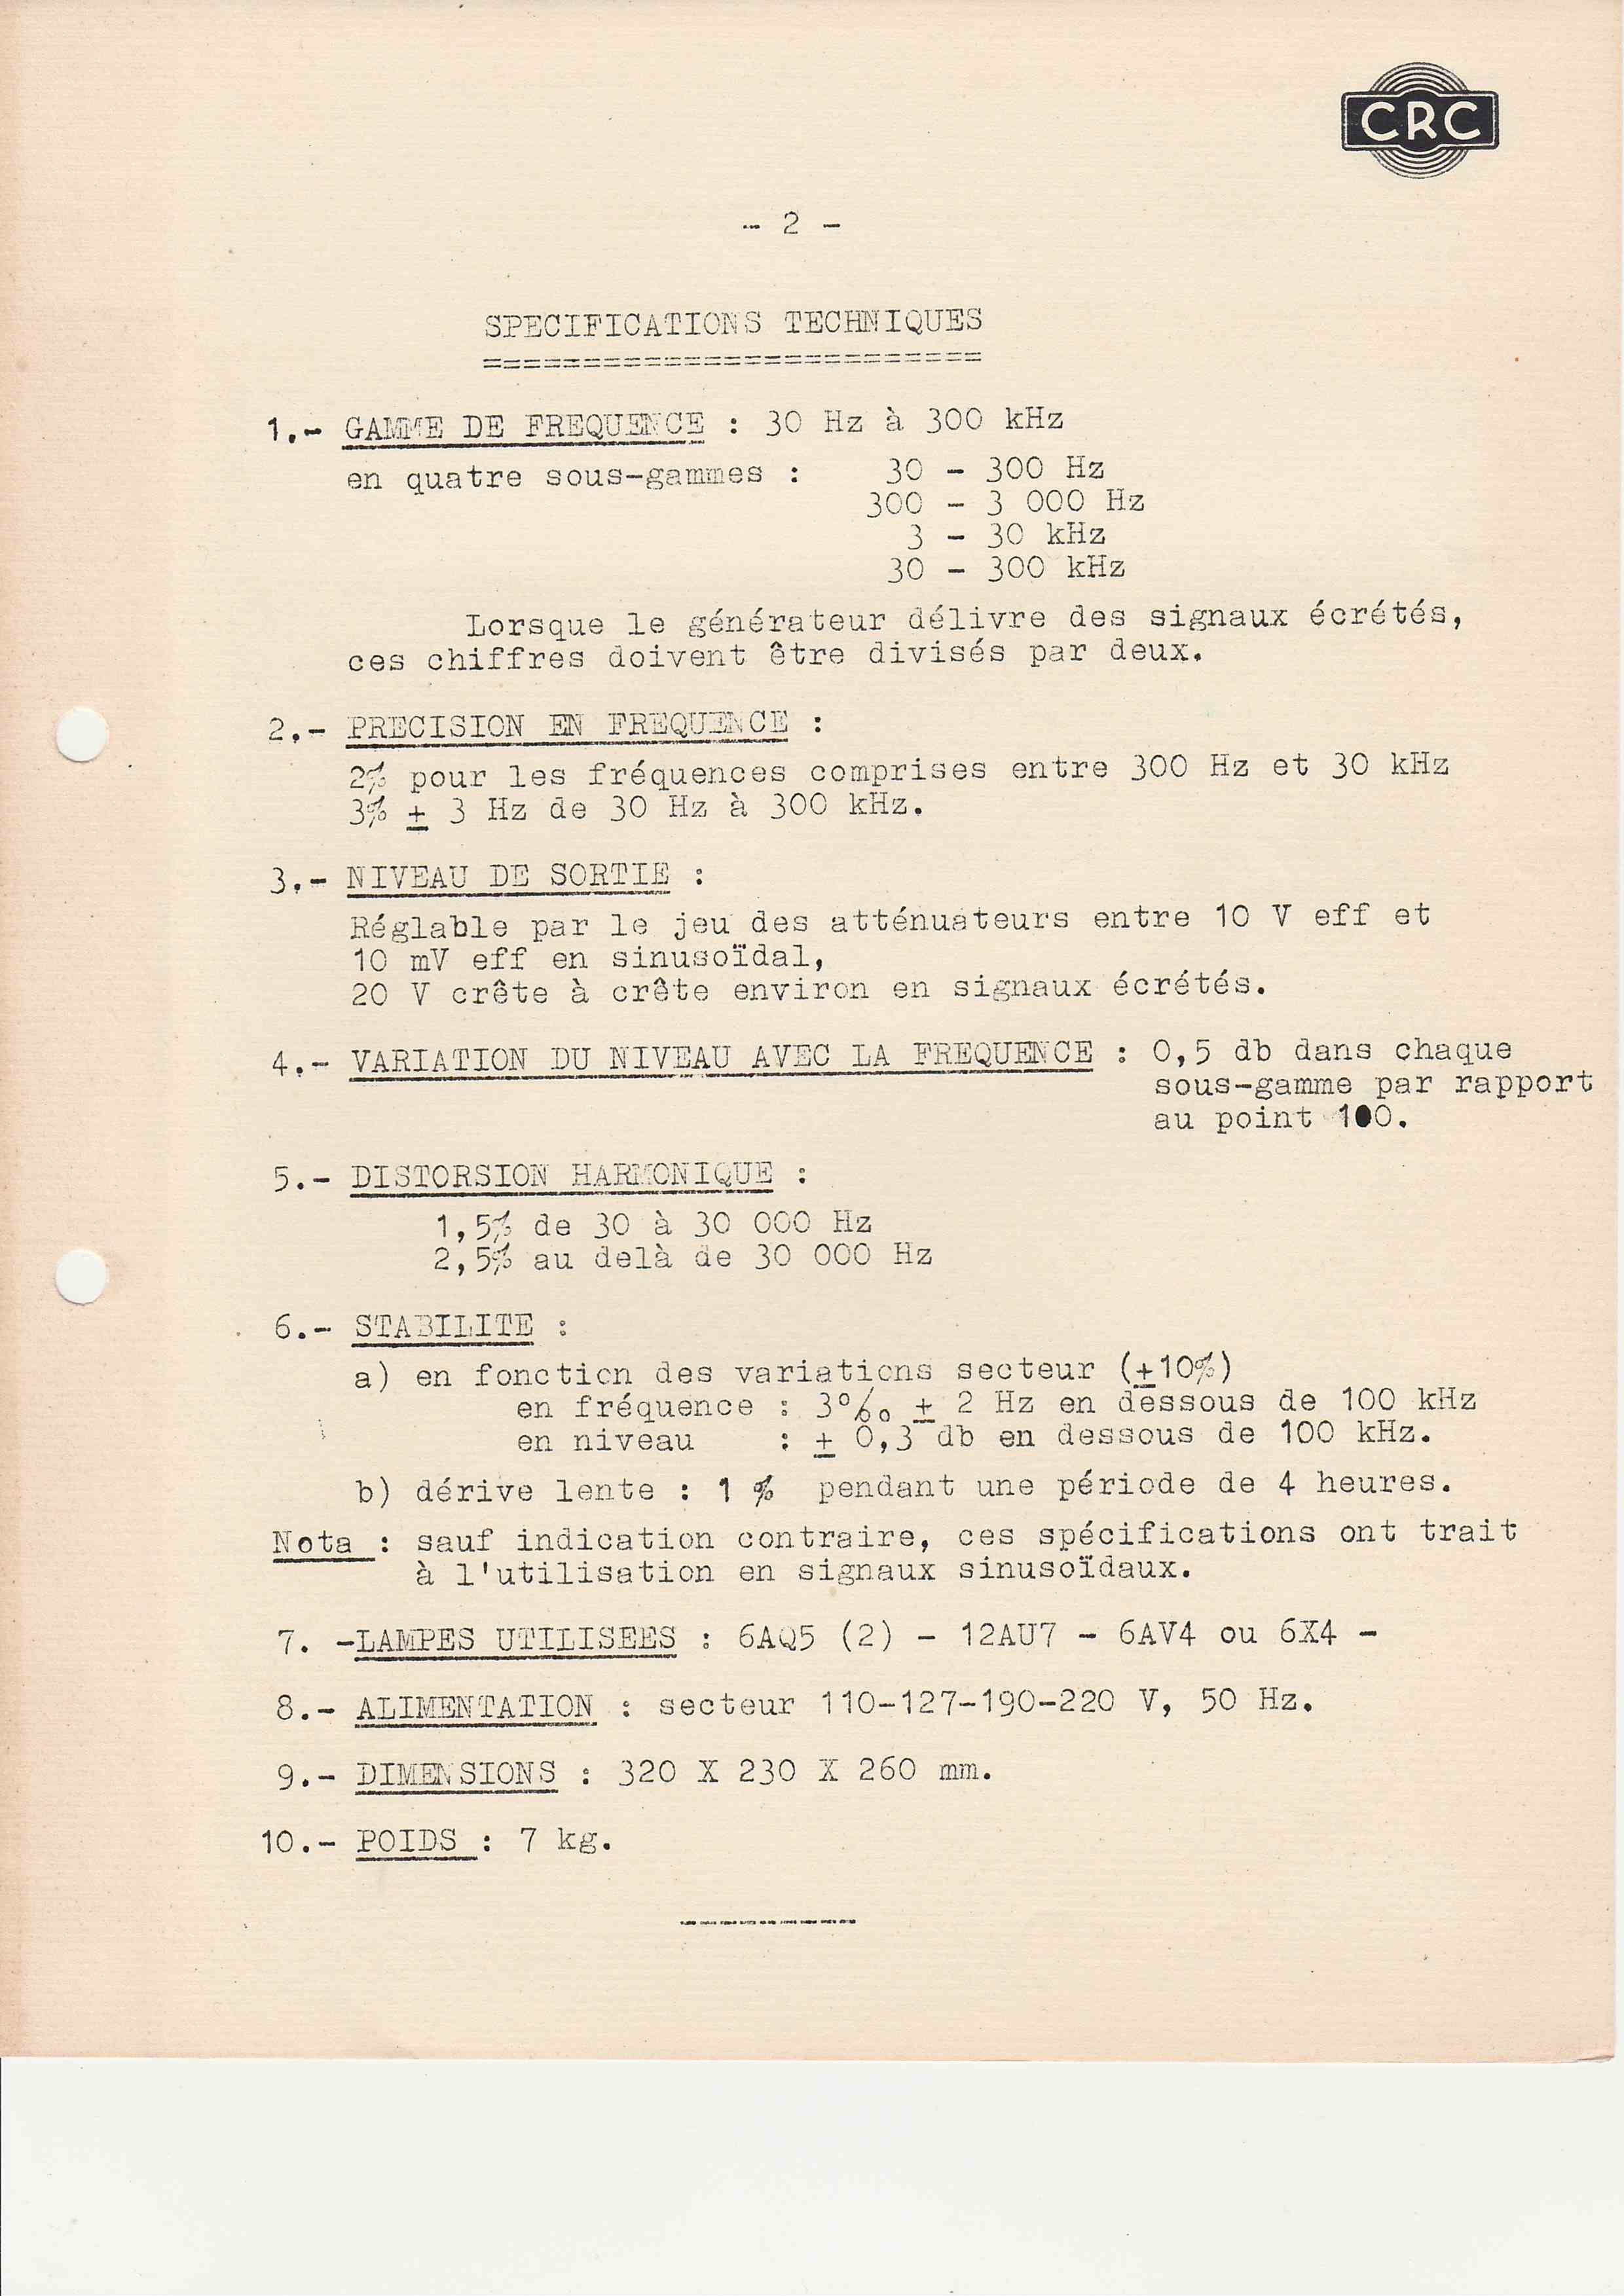 CRC
- 2 -
SPECIFICATIONS TECHNIQUES
=========================
1.- GAMME DE FREQUENCE : 30 Hz à 300 kHz
en quatre sous-gammes : 30 - 300 Hz
300 - 3 000 Hz
3 - 30 kHz
30 - 300 kHz
Lorsque le générateur délivre des signaux écrétés,
ces chiffres doivent être divisés par deux.
2.- PRECISION EN FREQUENCE :
2% pour les fréquences comprises entre 300 Hz et 30 kHz
3% ± 3 Hz de 30 Hz à 300 kHz.
3.- NIVEAU DE SORTIE :
Réglable par le jeu des atténuateurs entre 10 V eff et
10 mV eff en sinusoïdal,
20 V crête à crête environ en signaux écrétés.
4.- VARIATION DU NIVEAU AVEC LA FREQUENCE : 0,5 db dans chaque
sous-gamme par rapport
au point 100.
5.- DISTORSION HARMONIQUE :
1,5% de 30 à 30 000 Hz
2,5% au delà de 30 000 Hz
6.- STABILITE :
a) en fonction des variations secteur (±10%)
en fréquence : 3‰ ± 2 Hz en dessous de 100 kHz
en niveau : ± 0,3 db en dessous de 100 kHz.
b) dérive lente : 1 % pendant une période de 4 heures.
Nota : sauf indication contraire, ces spécifications ont trait
à l'utilisation en signaux sinusoïdaux.
7. -LAMPES UTILISEES : 6AQ5 (2) - 12AU7 - 6AV4 ou 6X4 -
8.- ALIMENTATION : secteur 110-127-190-220 V, 50 Hz.
9.- DIMENSIONS : 320 X 230 X 260 mm.
10.- POIDS : 7 kg.
---------